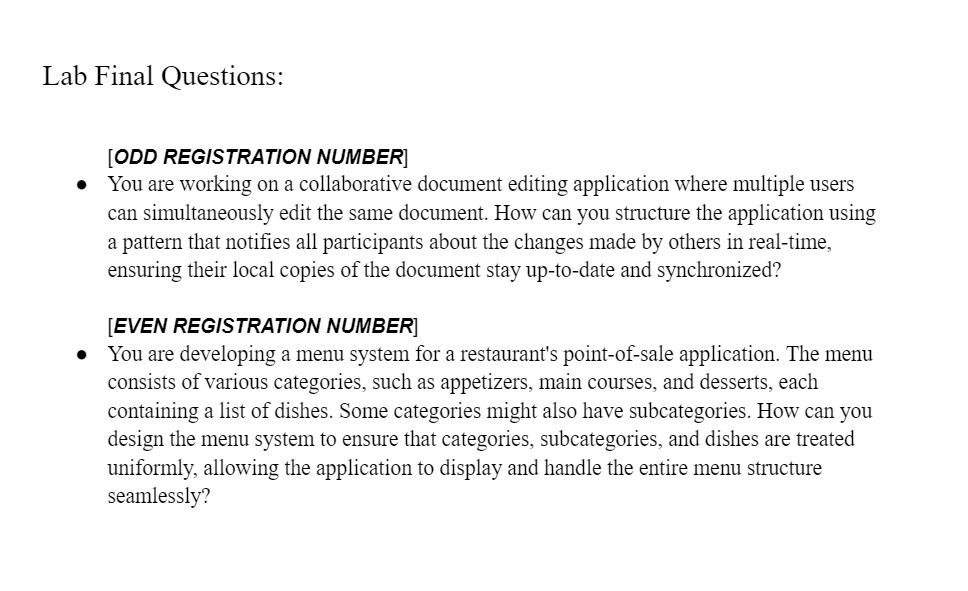 Lab Final Questions:
[ODD REGISTRATION NUMBER]
● You are working on a collaborative document editing application where multiple users
can simultaneously edit the same document. How can you structure the application using
a pattern that notifies all participants about the changes made by others in real-time,
ensuring their local copies of the document stay up-to-date and synchronized?
[EVEN REGISTRATION NUMBER]
● You are developing a menu system for a restaurant's point-of-sale application. The menu
consists of various categories, such as appetizers, main courses, and desserts, each
containing a list of dishes. Some categories might also have subcategories. How can you
design the menu system to ensure that categories, subcategories, and dishes are treated
uniformly, allowing the application to display and handle the entire menu structure
seamlessly?